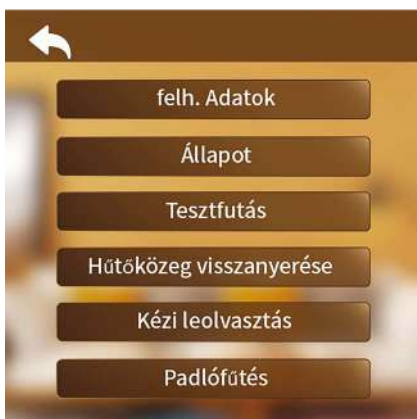 felh. Adatok
Állapot
Tesztfutás
Hűtőközeg visszanyerése
Kézi leolvasztás
Padlófűtés